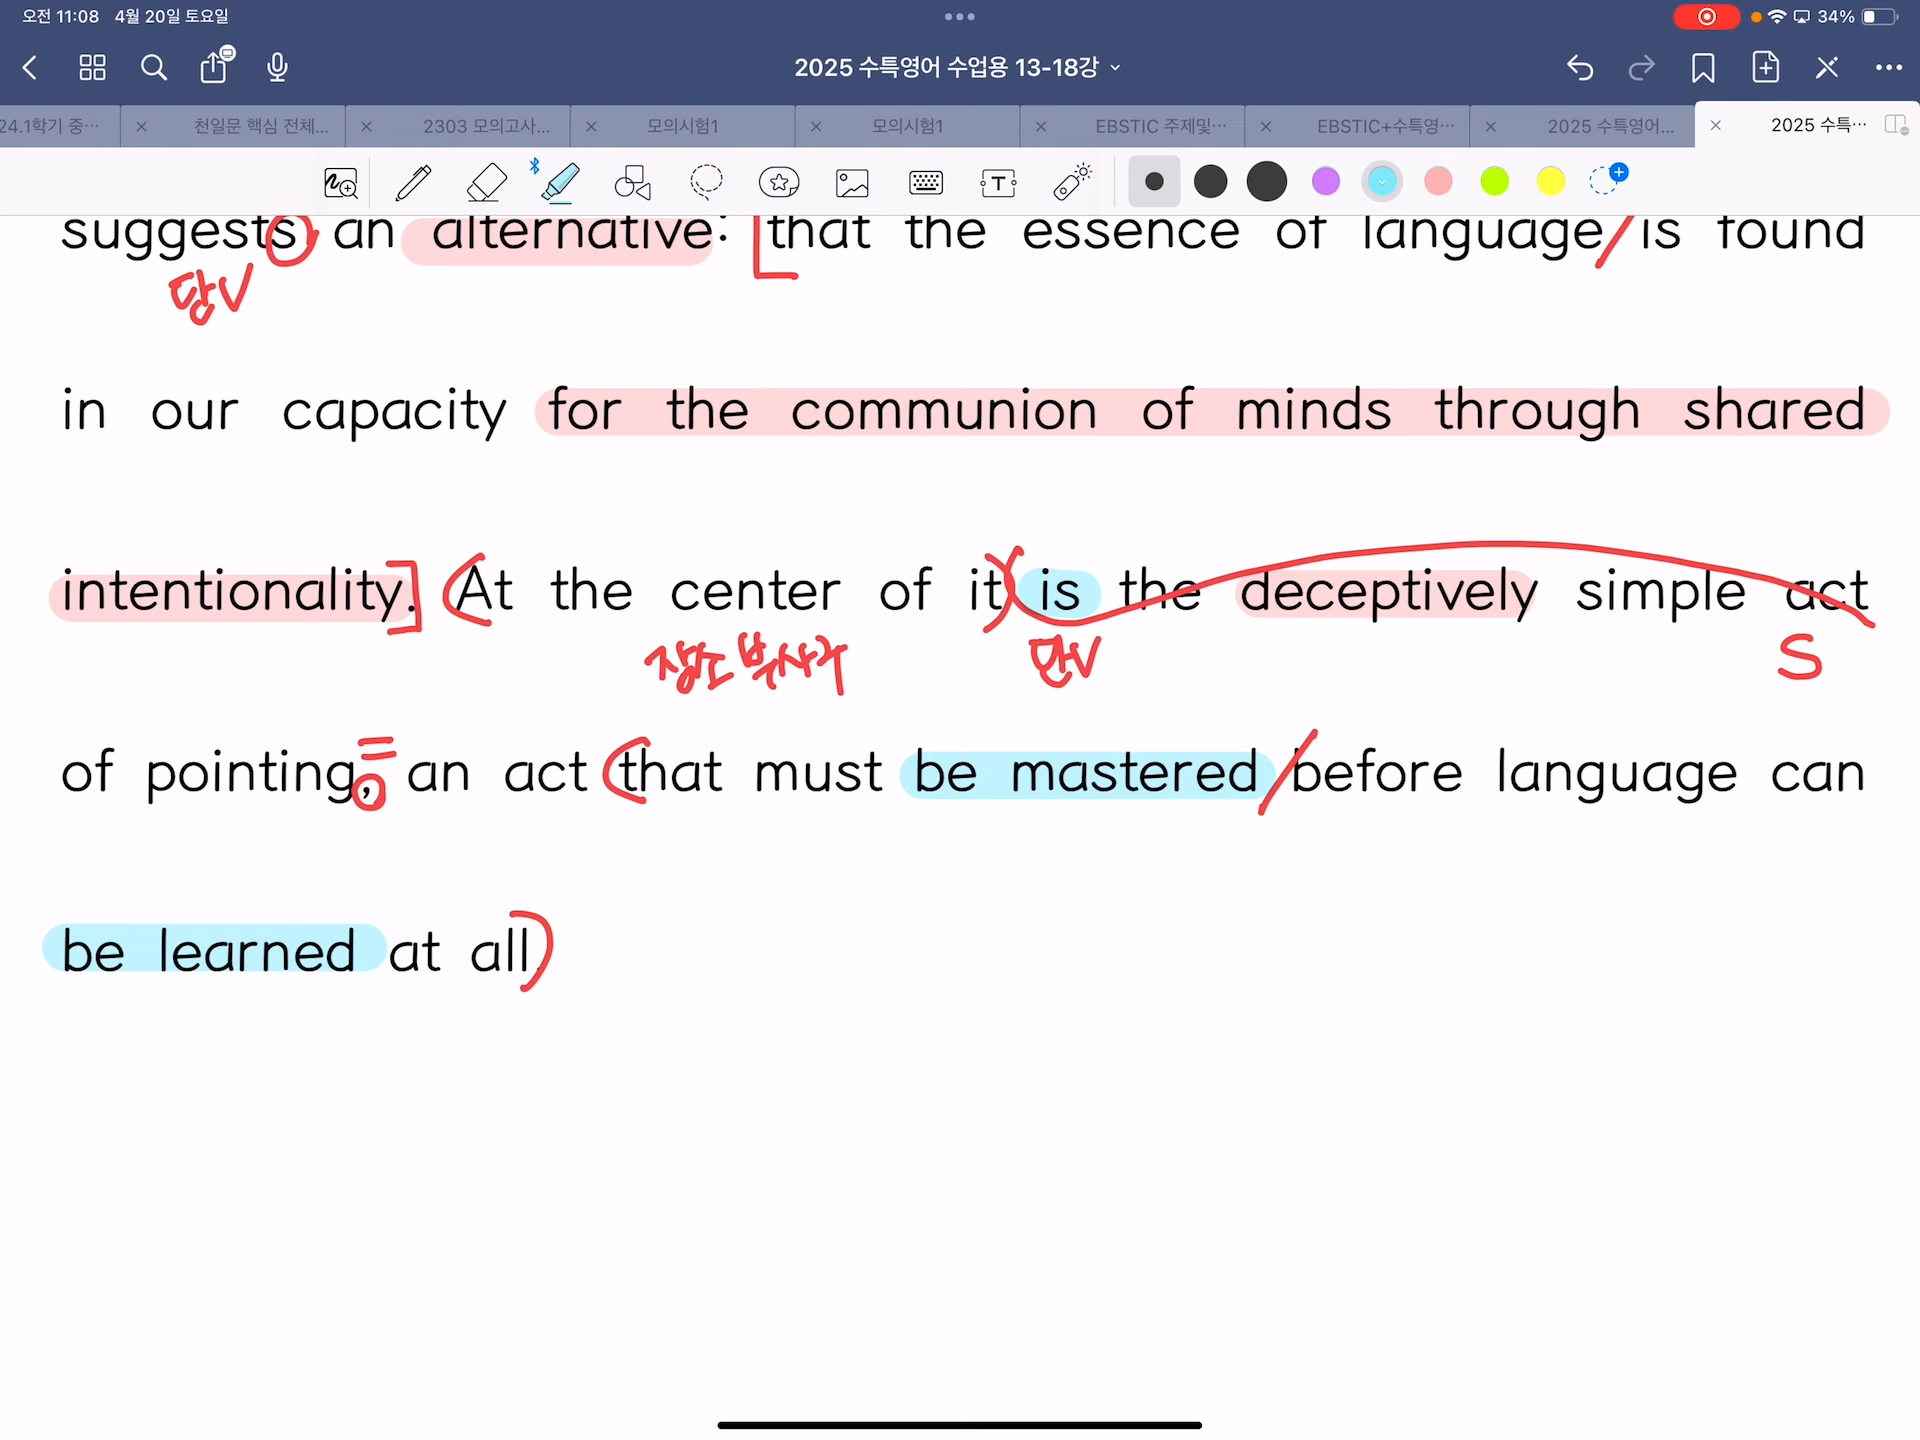 오전 11:08 4월 20일 토요일
34%
2025 수특영어 수업용 13-18강
24.1학기 중…
천일문 핵심 전체…
2303 모의고사…
모의시험1
모의시험1
EBSTIC 주제및…
EBSTIC+수특영…
2025 수특영어…
2025 수특…
suggests an alternative: that the essence of language is found
당V
in our capacity for the communion of minds through shared
intentionality. At the center of it is the deceptively simple act
장소 부사구 단V S
of pointing, an act that must be mastered before language can
be learned at all.